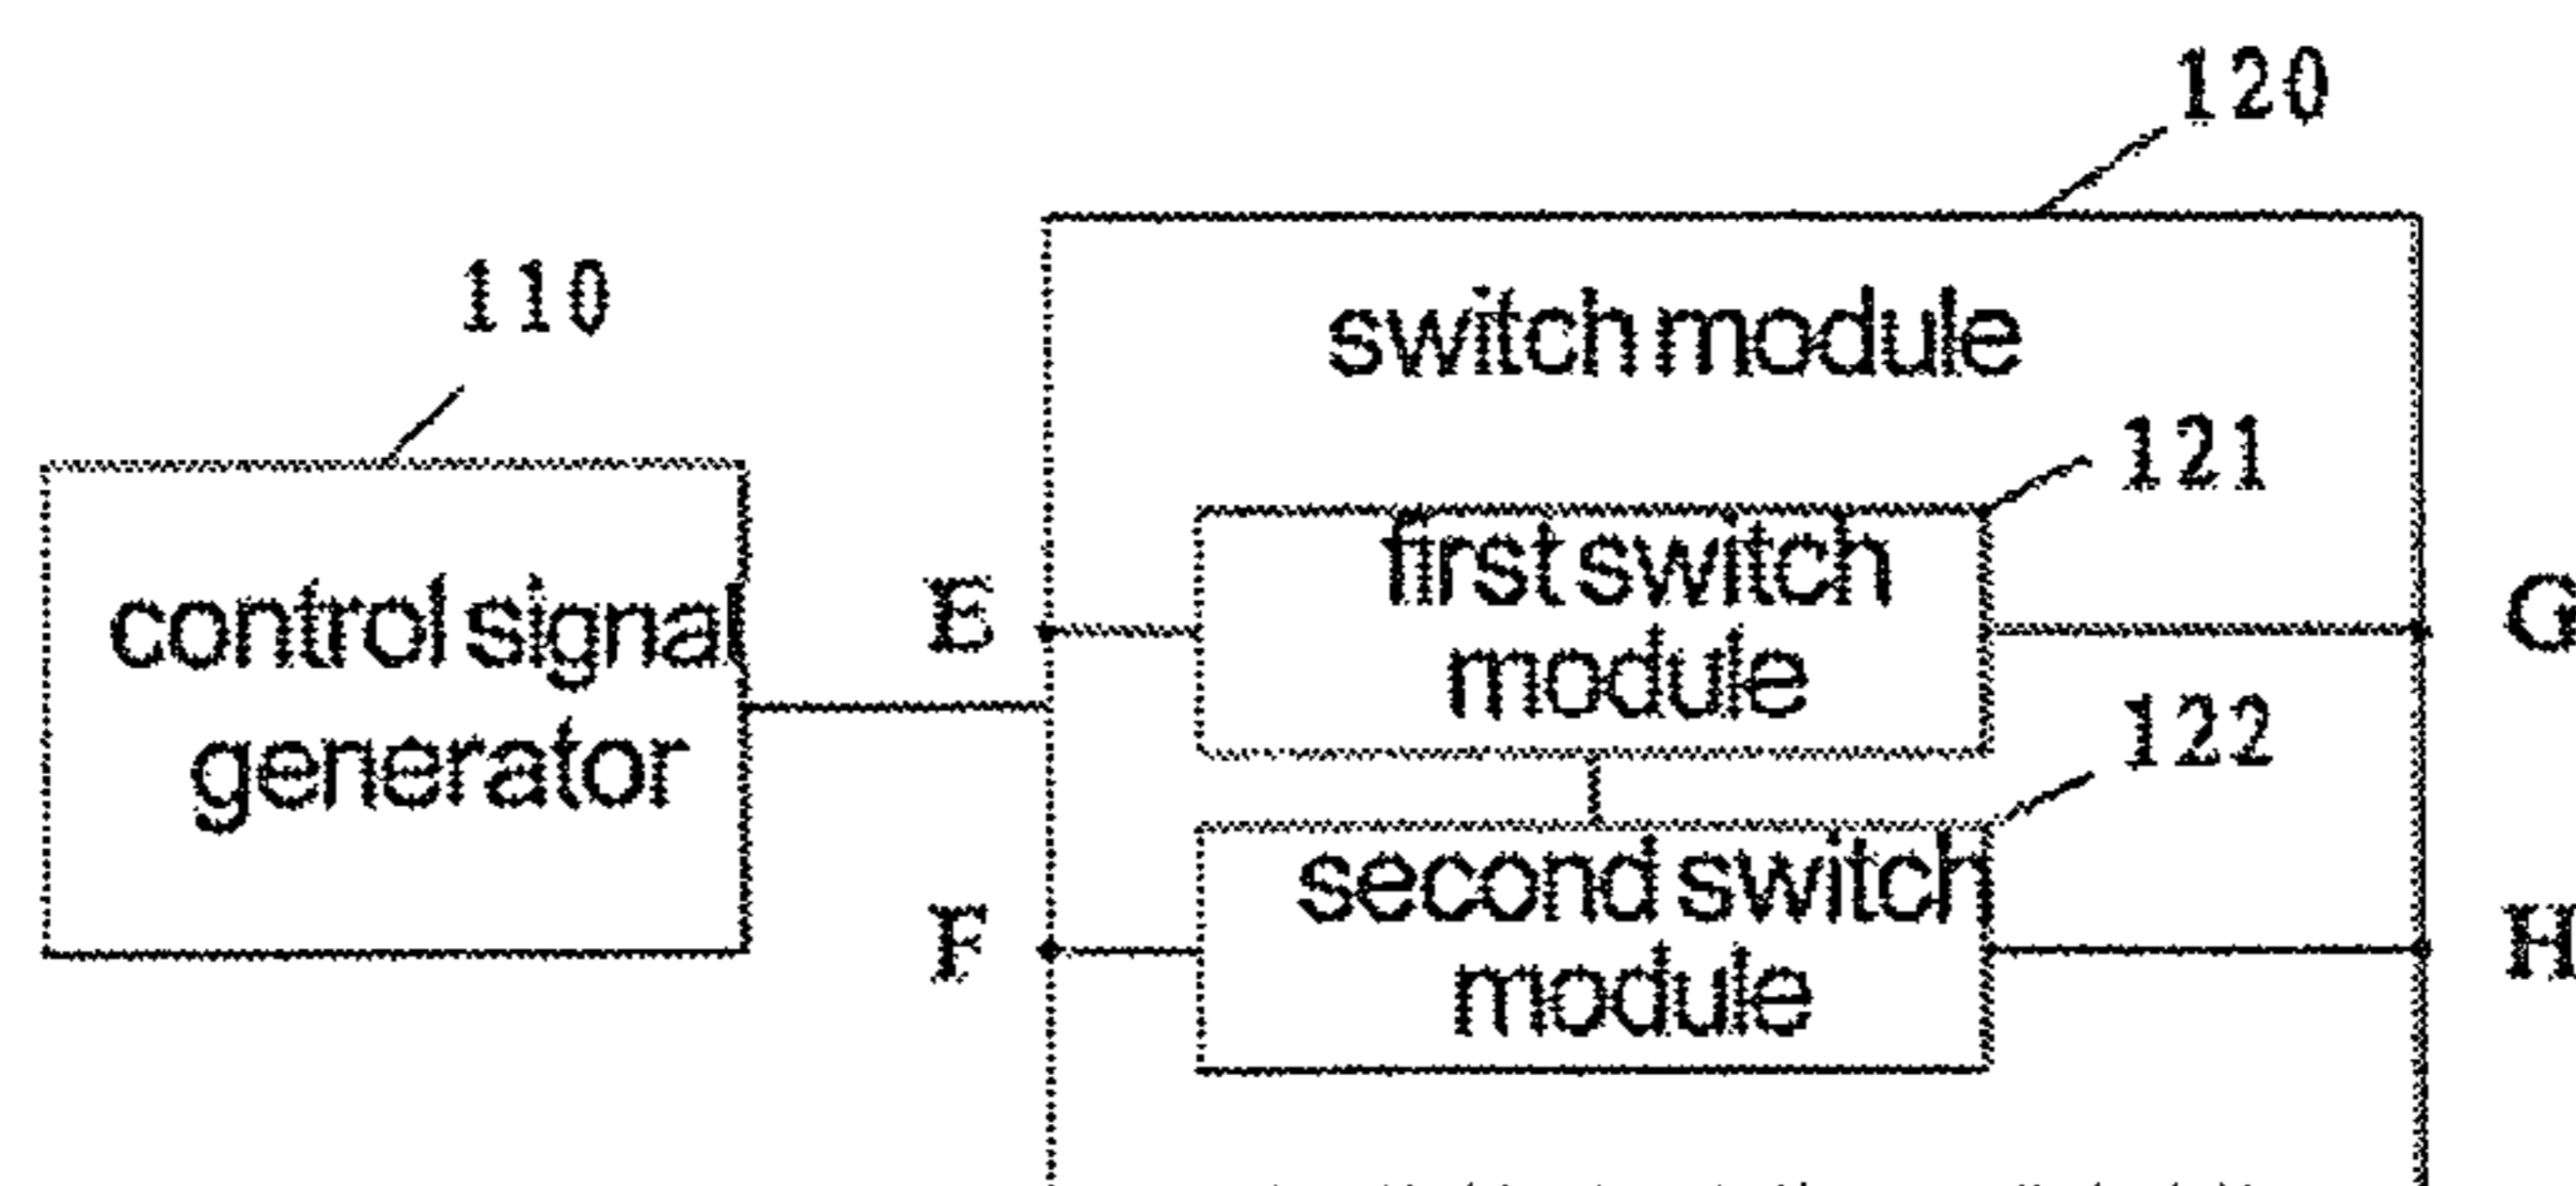 120
110
switch module
121
first switch
module
control signal
generator
E
G
122
second switch
module
F
H